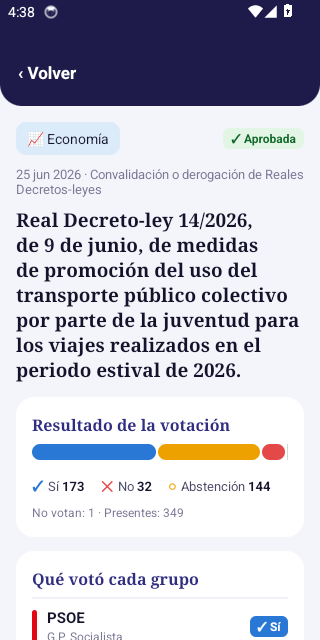 4:38
‹ Volver
📈 Economía
✓ Aprobada
25 jun 2026 · Convalidación o derogación de Reales
Decretos-leyes
Real Decreto-ley 14/2026,
de 9 de junio, de medidas
de promoción del uso del
transporte público colectivo
por parte de la juventud para
los viajes realizados en el
periodo estival de 2026.
Resultado de la votación
✓ Sí 173 ✕ No 32 ○ Abstención 144
No votan: 1 · Presentes: 349
Qué votó cada grupo
PSOE
✓ Sí
G.P. Socialista